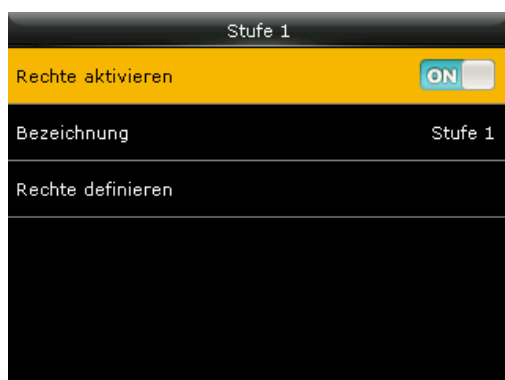 Stufe 1
Rechte aktivieren ON
Bezeichnung Stufe 1
Rechte definieren